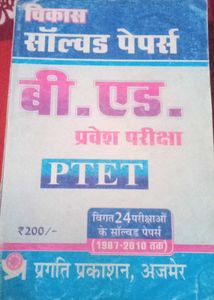 विकास
सॉल्वड पेपर्स
बी.एड.
प्रवेश परीक्षा
PTET
विगत 24 परीक्षाओं
के सॉल्वड पेपर्स
₹200/-
(1987-2010 तक)
प्रगति प्रकाशन, अजमेर